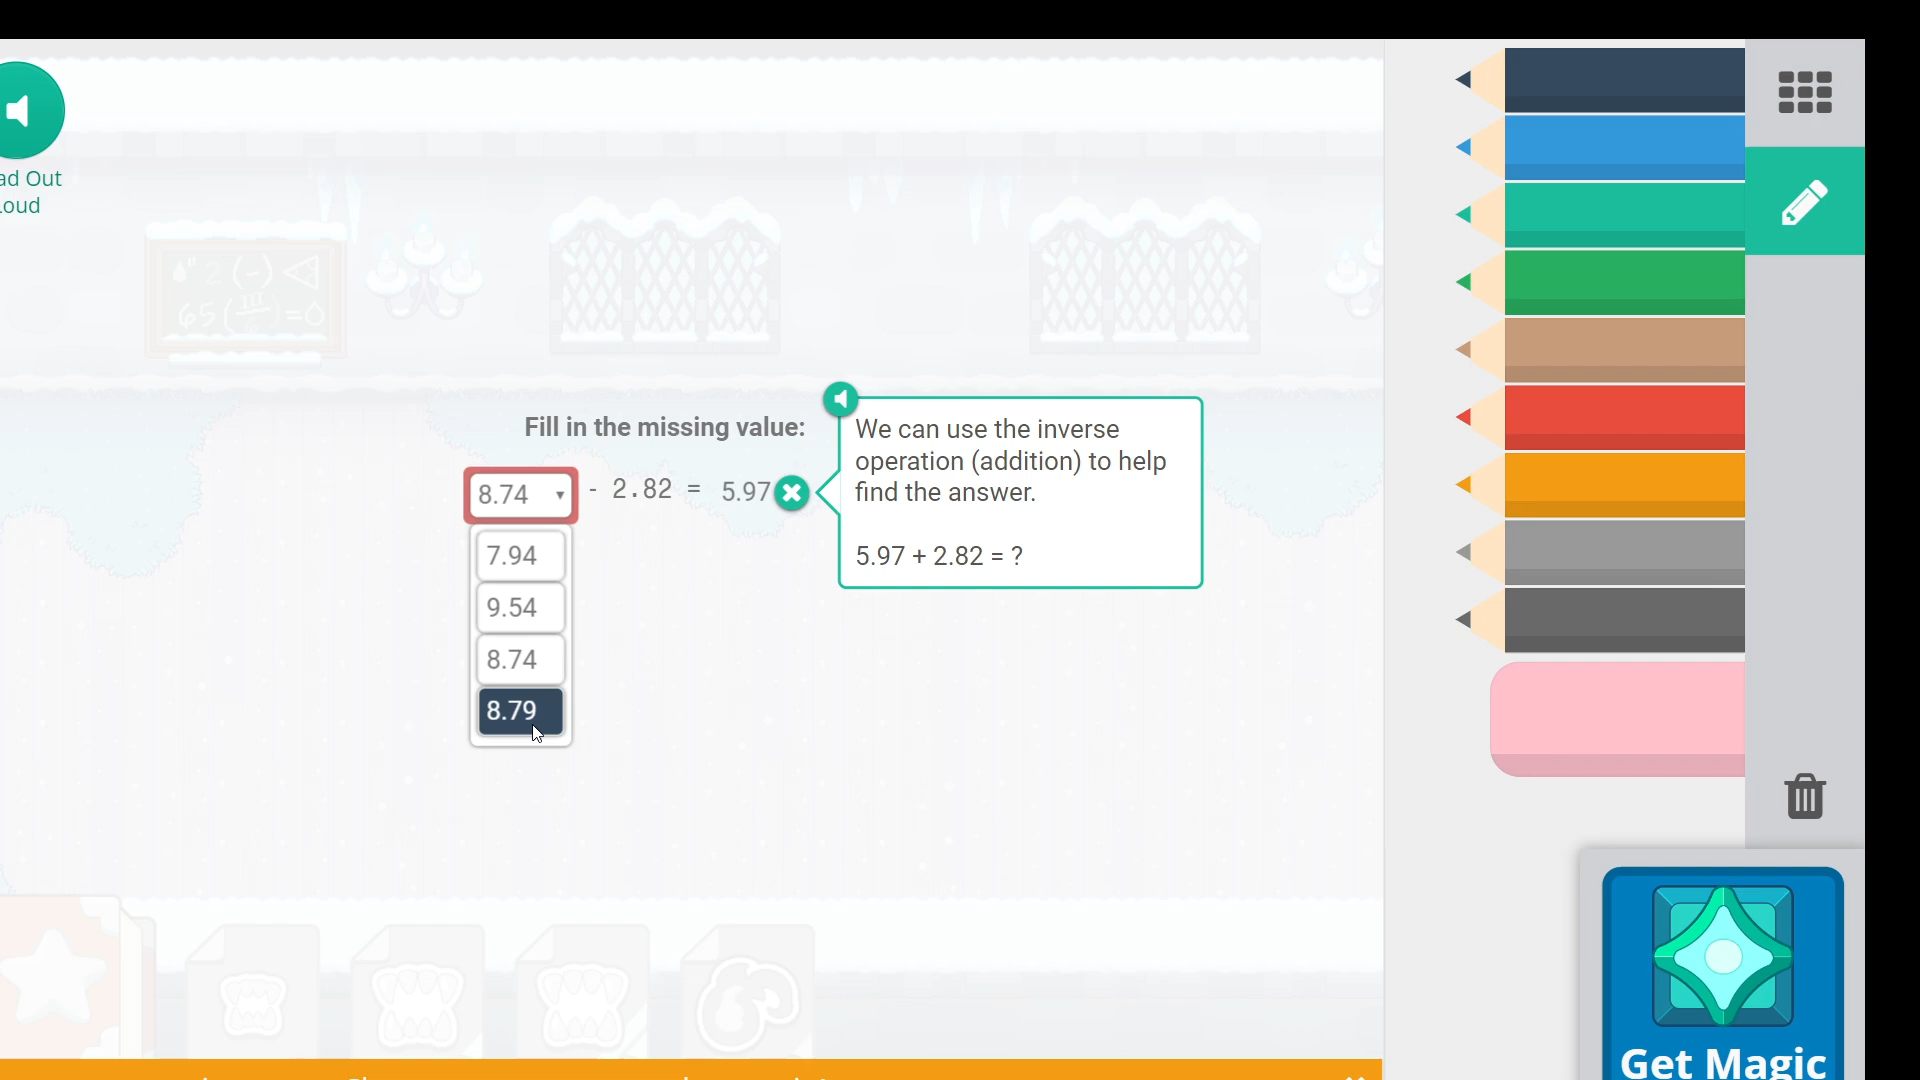 ad Out
oud
Fill in the missing value:
8.74 ▾ - 2.82 = 5.97
We can use the inverse
operation (addition) to help
find the answer.
5.97 + 2.82 = ?
7.94
9.54
8.74
8.79
Get Magic